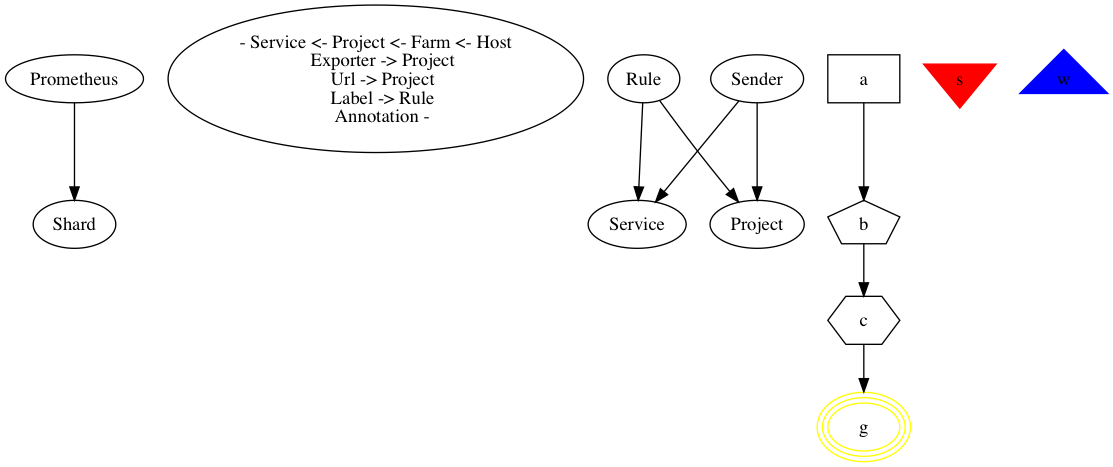 Prometheus
- Service <- Project <- Farm <- Host
Exporter -> Project
Url -> Project
Label -> Rule
Annotation -
Rule
Sender
a
s
w
Shard
Service
Project
b
c
g